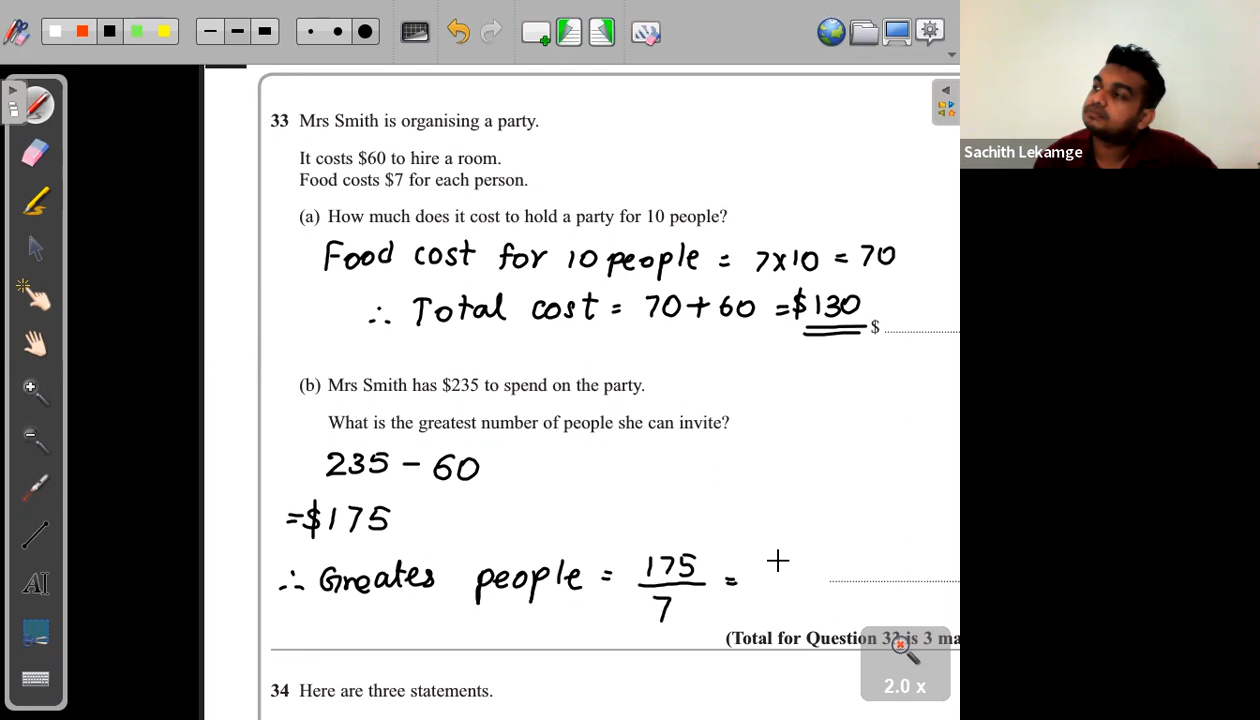 33 Mrs Smith is organising a party.
It costs $60 to hire a room.
Food costs $7 for each person.
(a) How much does it cost to hold a party for 10 people?
Food cost for 10 people = 7x10 = 70
∴ Total cost = 70 + 60 = $130
$ ........................
(b) Mrs Smith has $235 to spend on the party.
What is the greatest number of people she can invite?
235 - 60
= $175
∴ Greates people = 175/7 =
(Total for Question 33 is 3 ma
34 Here are three statements.
2.0 x
AI
Sachith Lekamge